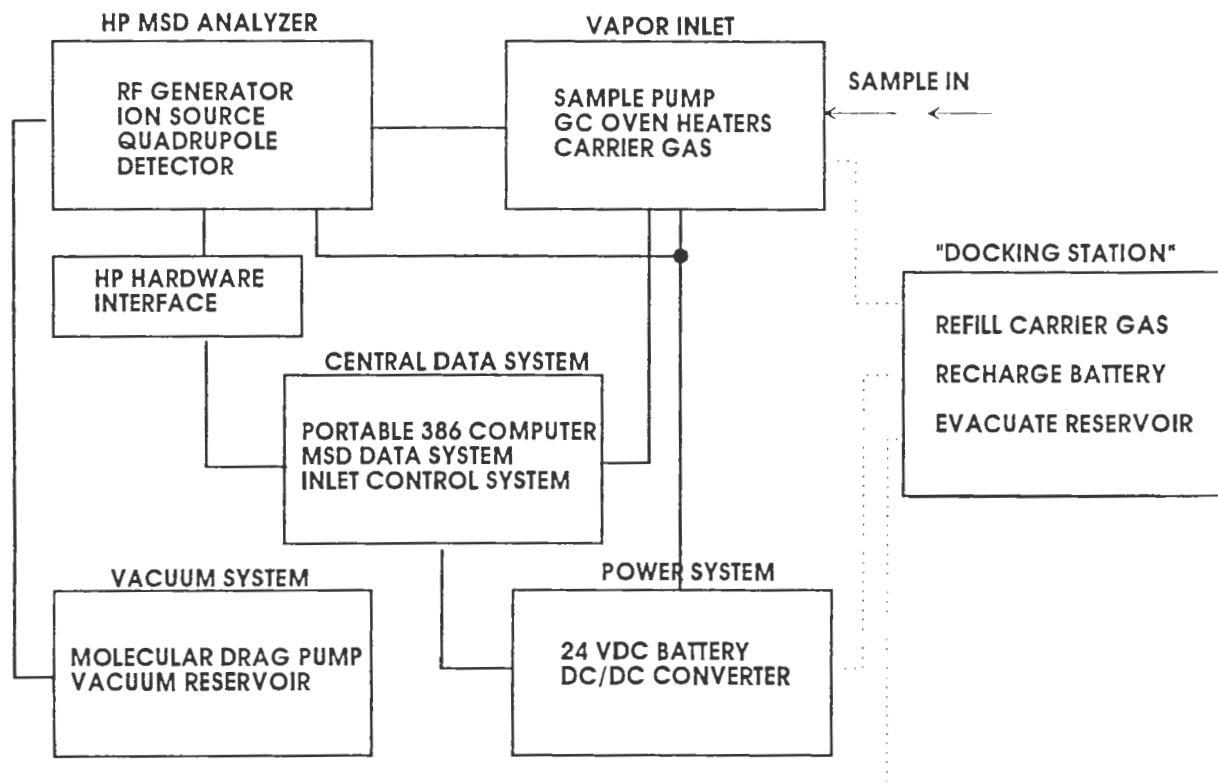 HP MSD ANALYZER
RF GENERATOR
ION SOURCE
QUADRUPOLE
DETECTOR
VAPOR INLET
SAMPLE PUMP
GC OVEN HEATERS
CARRIER GAS
SAMPLE IN
HP HARDWARE
INTERFACE
"DOCKING STATION"
REFILL CARRIER GAS
RECHARGE BATTERY
EVACUATE RESERVOIR
CENTRAL DATA SYSTEM
PORTABLE 386 COMPUTER
MSD DATA SYSTEM
INLET CONTROL SYSTEM
VACUUM SYSTEM
MOLECULAR DRAG PUMP
VACUUM RESERVOIR
POWER SYSTEM
24 VDC BATTERY
DC/DC CONVERTER